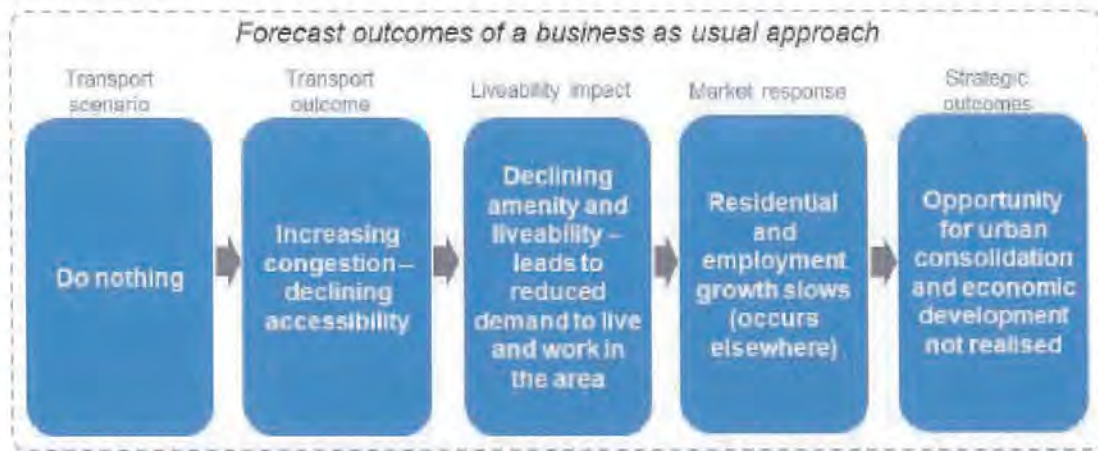 Forecast outcomes of a business as usual approach
Transport
scenario
Do nothing
Transport
outcome
Increasing
congestion –
declining
accessibility
Liveability impact
Declining
amenity and
liveability –
leads to
reduced
demand to live
and work in
the area
Market response
Residential
and
employment
growth slows
(occurs
elsewhere)
Strategic
outcomes
Opportunity
for urban
consolidation
and economic
development
not realised